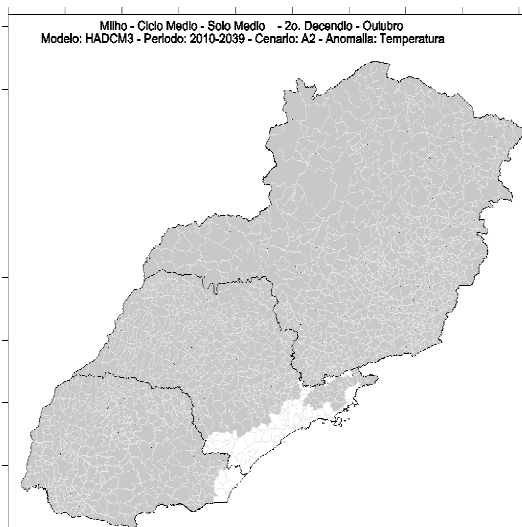 Milho - Ciclo Medio - Solo Medio - 2o. Decendio - Outubro
Modelo: HADCM3 - Periodo: 2010-2039 - Cenario: A2 - Anomalia: Temperatura